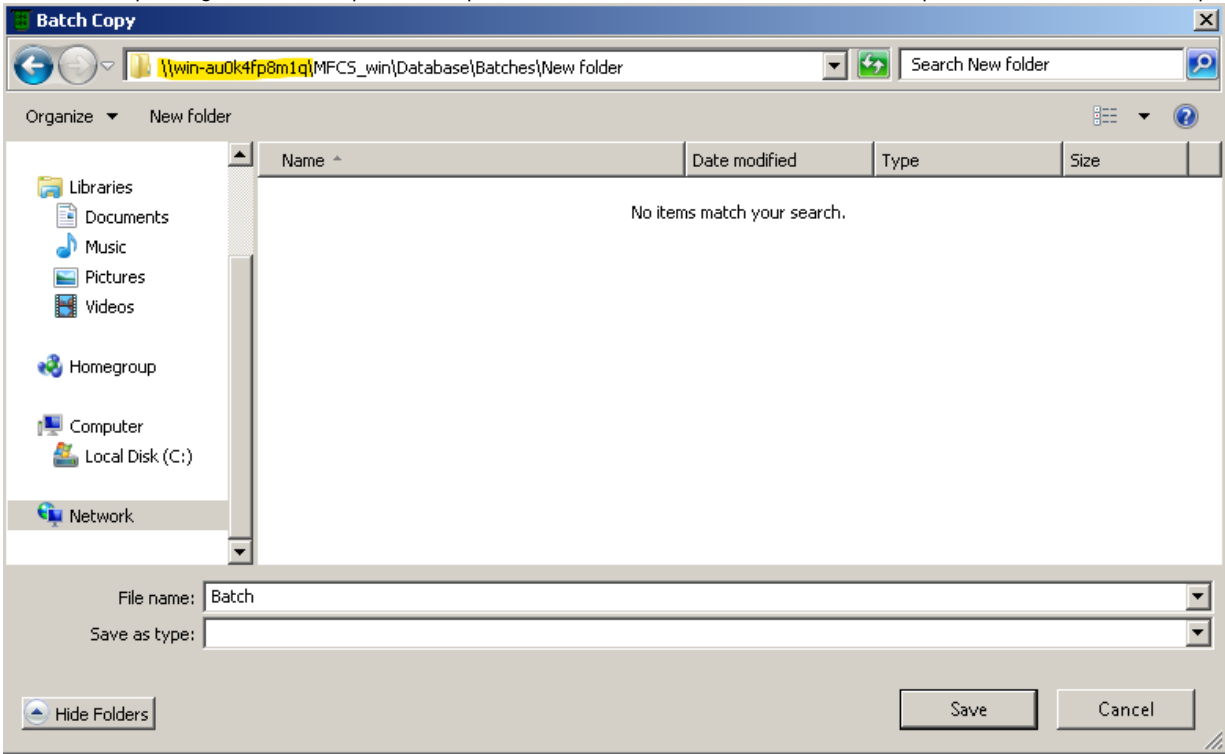 Batch Copy
\\win-au0k4fp8m1q\MFCS_win\Database\Batches\New folder
Search New folder
Organize
New folder
Name
Date modified
Type
Size
No items match your search.
Libraries
Documents
Music
Pictures
Videos
Homegroup
Computer
Local Disk (C:)
Network
File name: Batch
Save as type:
Hide Folders
Save
Cancel